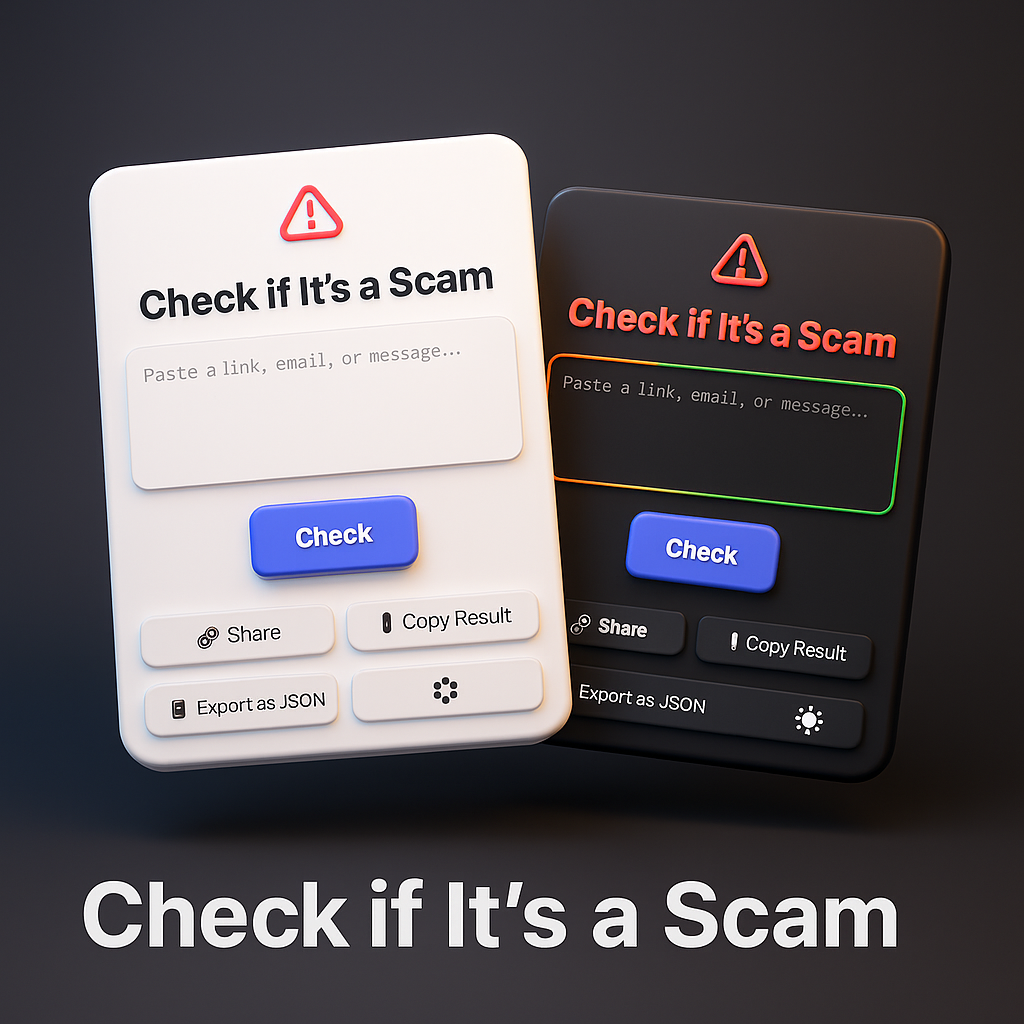 Check if It's a Scam
Paste a link, email, or message...
Check
Share
Copy Result
Export as JSON
Check if It's a Scam
Paste a link, email, or message...
Check
Share
Copy Result
Export as JSON
Check if It's a Scam